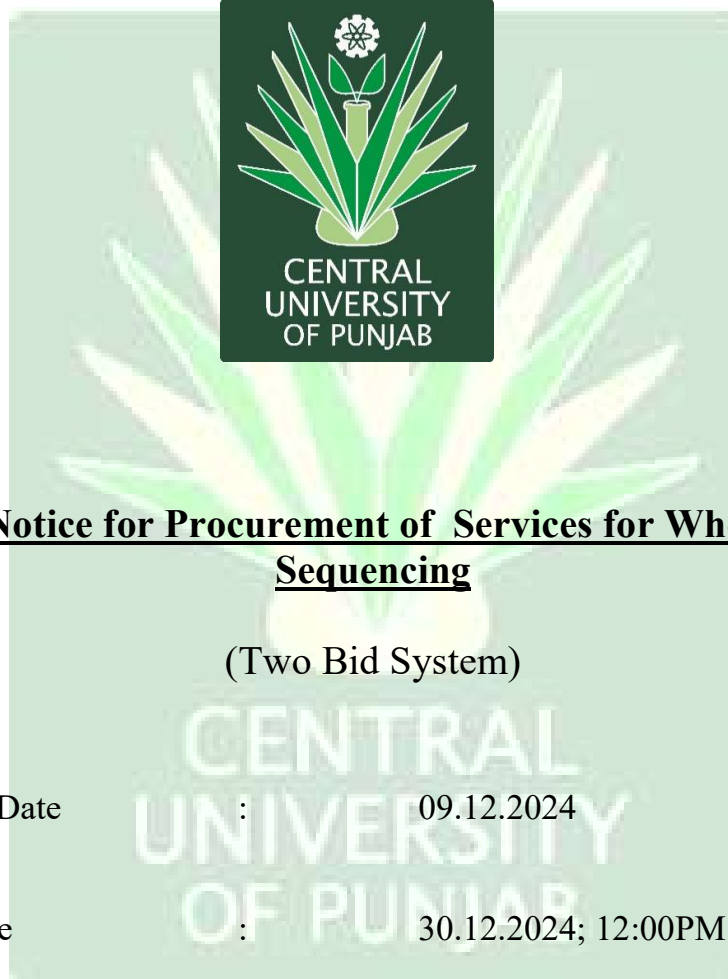 CENTRAL
UNIVERSITY
OF PUNJAB
Notice for Procurement of Services for Wh
Sequencing
(Two Bid System)
CENTRAL
Date : 09.12.2024
UNIVERSITY
OF PUNJAB
e : 30.12.2024; 12:00PM